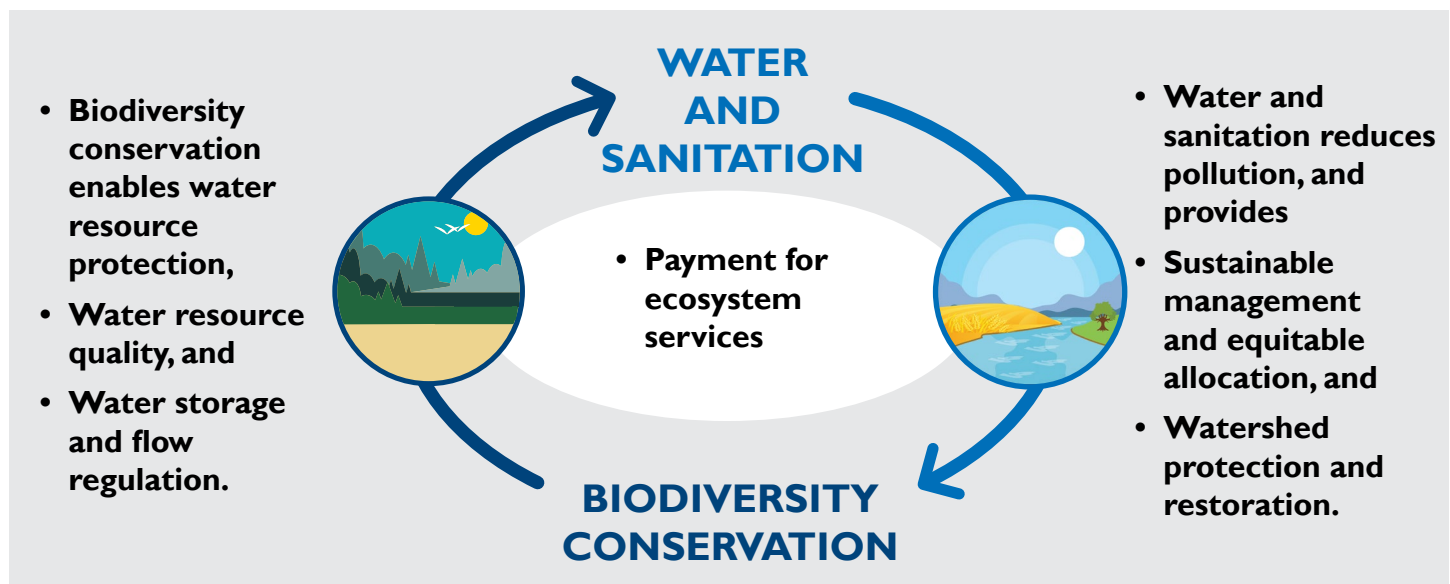 WATER
AND
SANITATION
• Biodiversity
conservation
enables water
resource
protection,
• Water resource
quality, and
• Water storage
and flow
regulation.
• Payment for
ecosystem
services
• Water and
sanitation reduces
pollution, and
provides
• Sustainable
management
and equitable
allocation, and
• Watershed
protection and
restoration.
BIODIVERSITY
CONSERVATION